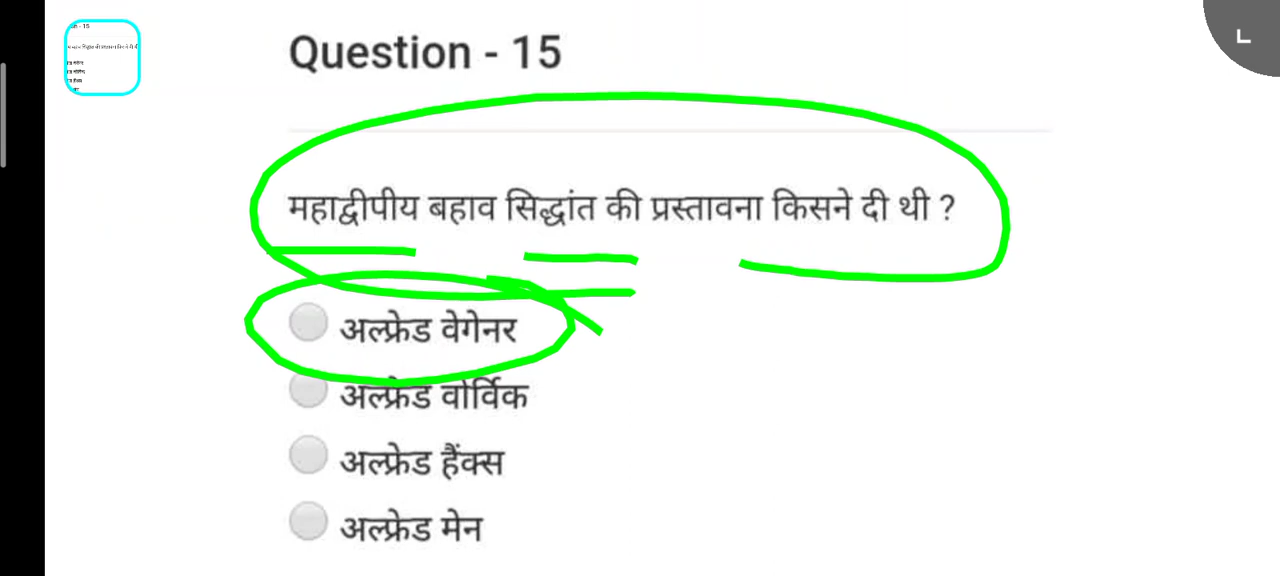 Question - 15
महाद्वीपीय बहाव सिद्धांत की प्रस्तावना किसने दी थी ?
अल्फ्रेड वेगेनर
अल्फ्रेड वोर्विक
अल्फ्रेड हैंक्स
अल्फ्रेड मेन